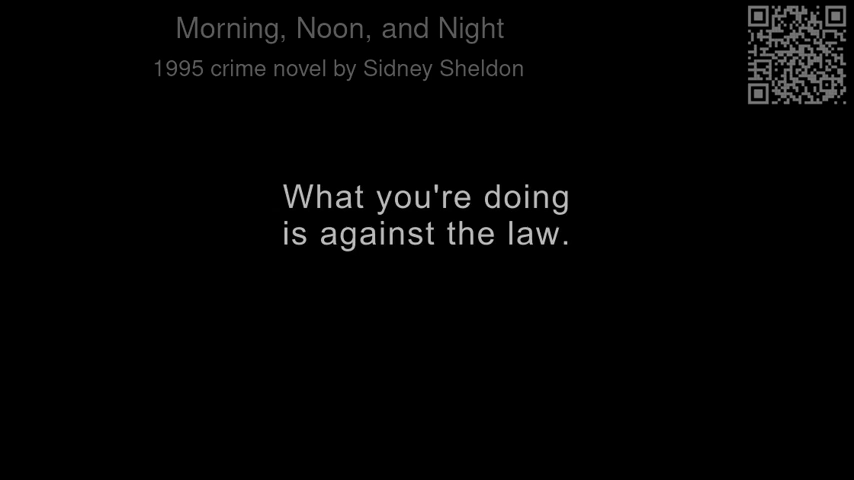 Morning, Noon, and Night
1995 crime novel by Sidney Sheldon
What you're doing
is against the law.